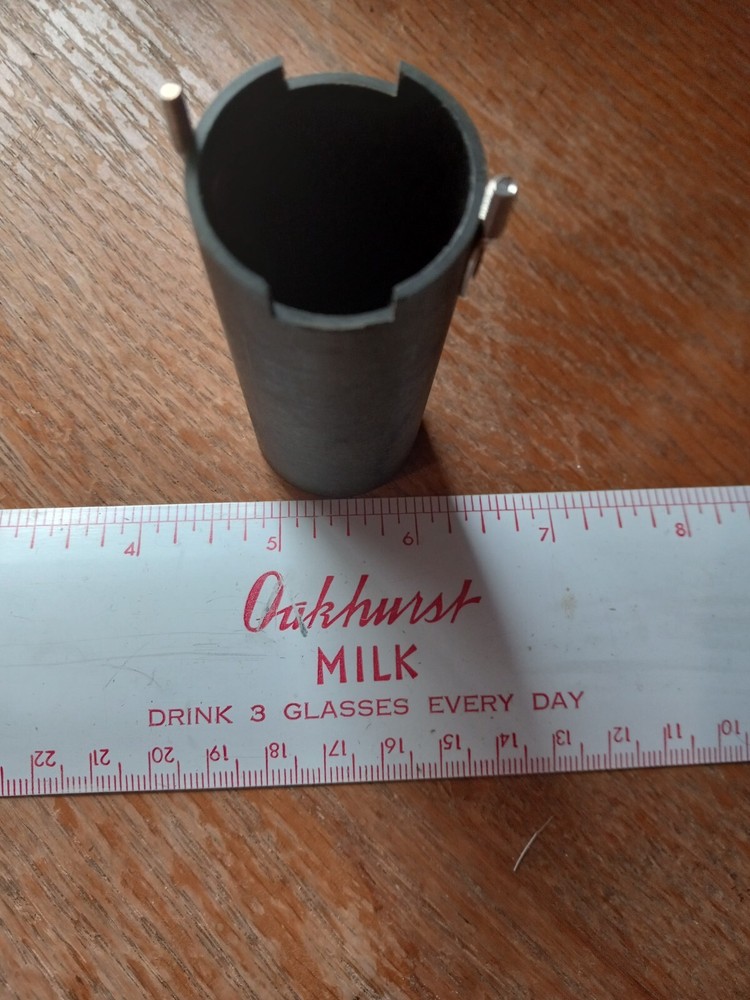 4 5 6 7 8
Oakhurst
MILK
DRINK 3 GLASSES EVERY DAY
22 21 20 19 18 17 16 15 14 13 12 11 10